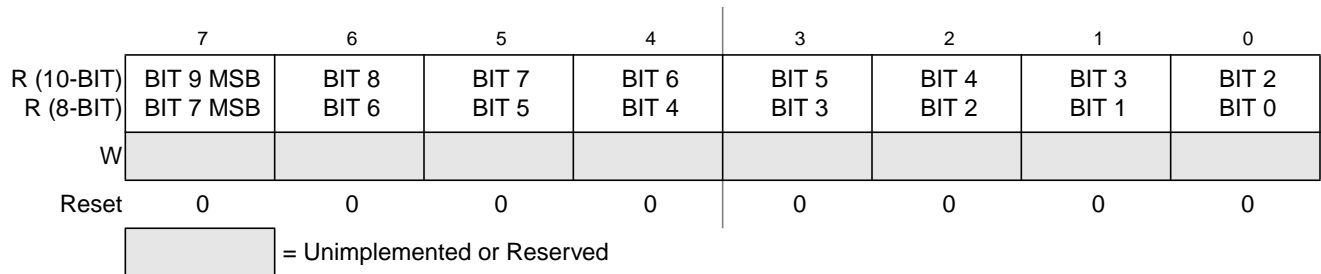 7 6 5 4 3 2 1 0
R (10-BIT) BIT 9 MSB BIT 8 BIT 7 BIT 6 BIT 5 BIT 4 BIT 3 BIT 2
R (8-BIT) BIT 7 MSB BIT 6 BIT 5 BIT 4 BIT 3 BIT 2 BIT 1 BIT 0
W
Reset 0 0 0 0 0 0 0 0
= Unimplemented or Reserved